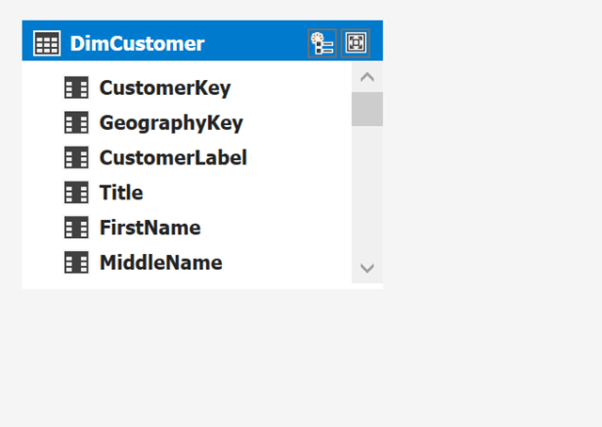 DimCustomer
CustomerKey
GeographyKey
CustomerLabel
Title
FirstName
MiddleName